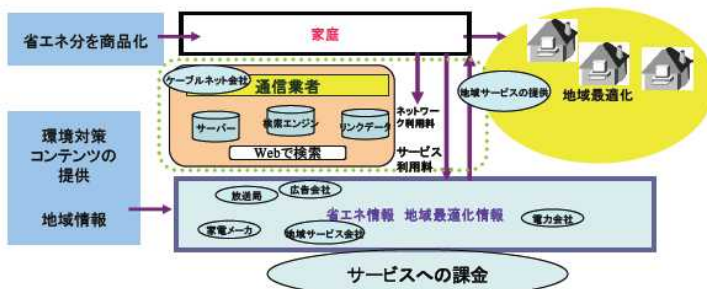 省エネ分を商品化
家庭
ケーブルネット会社
通信業者
サーバー
検索エンジン
リンクデータ
Webで検索
ネットワー
ク利用料
サービス
利用料
地域サービスの提供
地域最適化
環境対策
コンテンツの
提供
地域情報
放送局
広告会社
省エネ情報 地域最適化情報
家電メーカ
地域サービス会社
電力会社
サービスへの課金